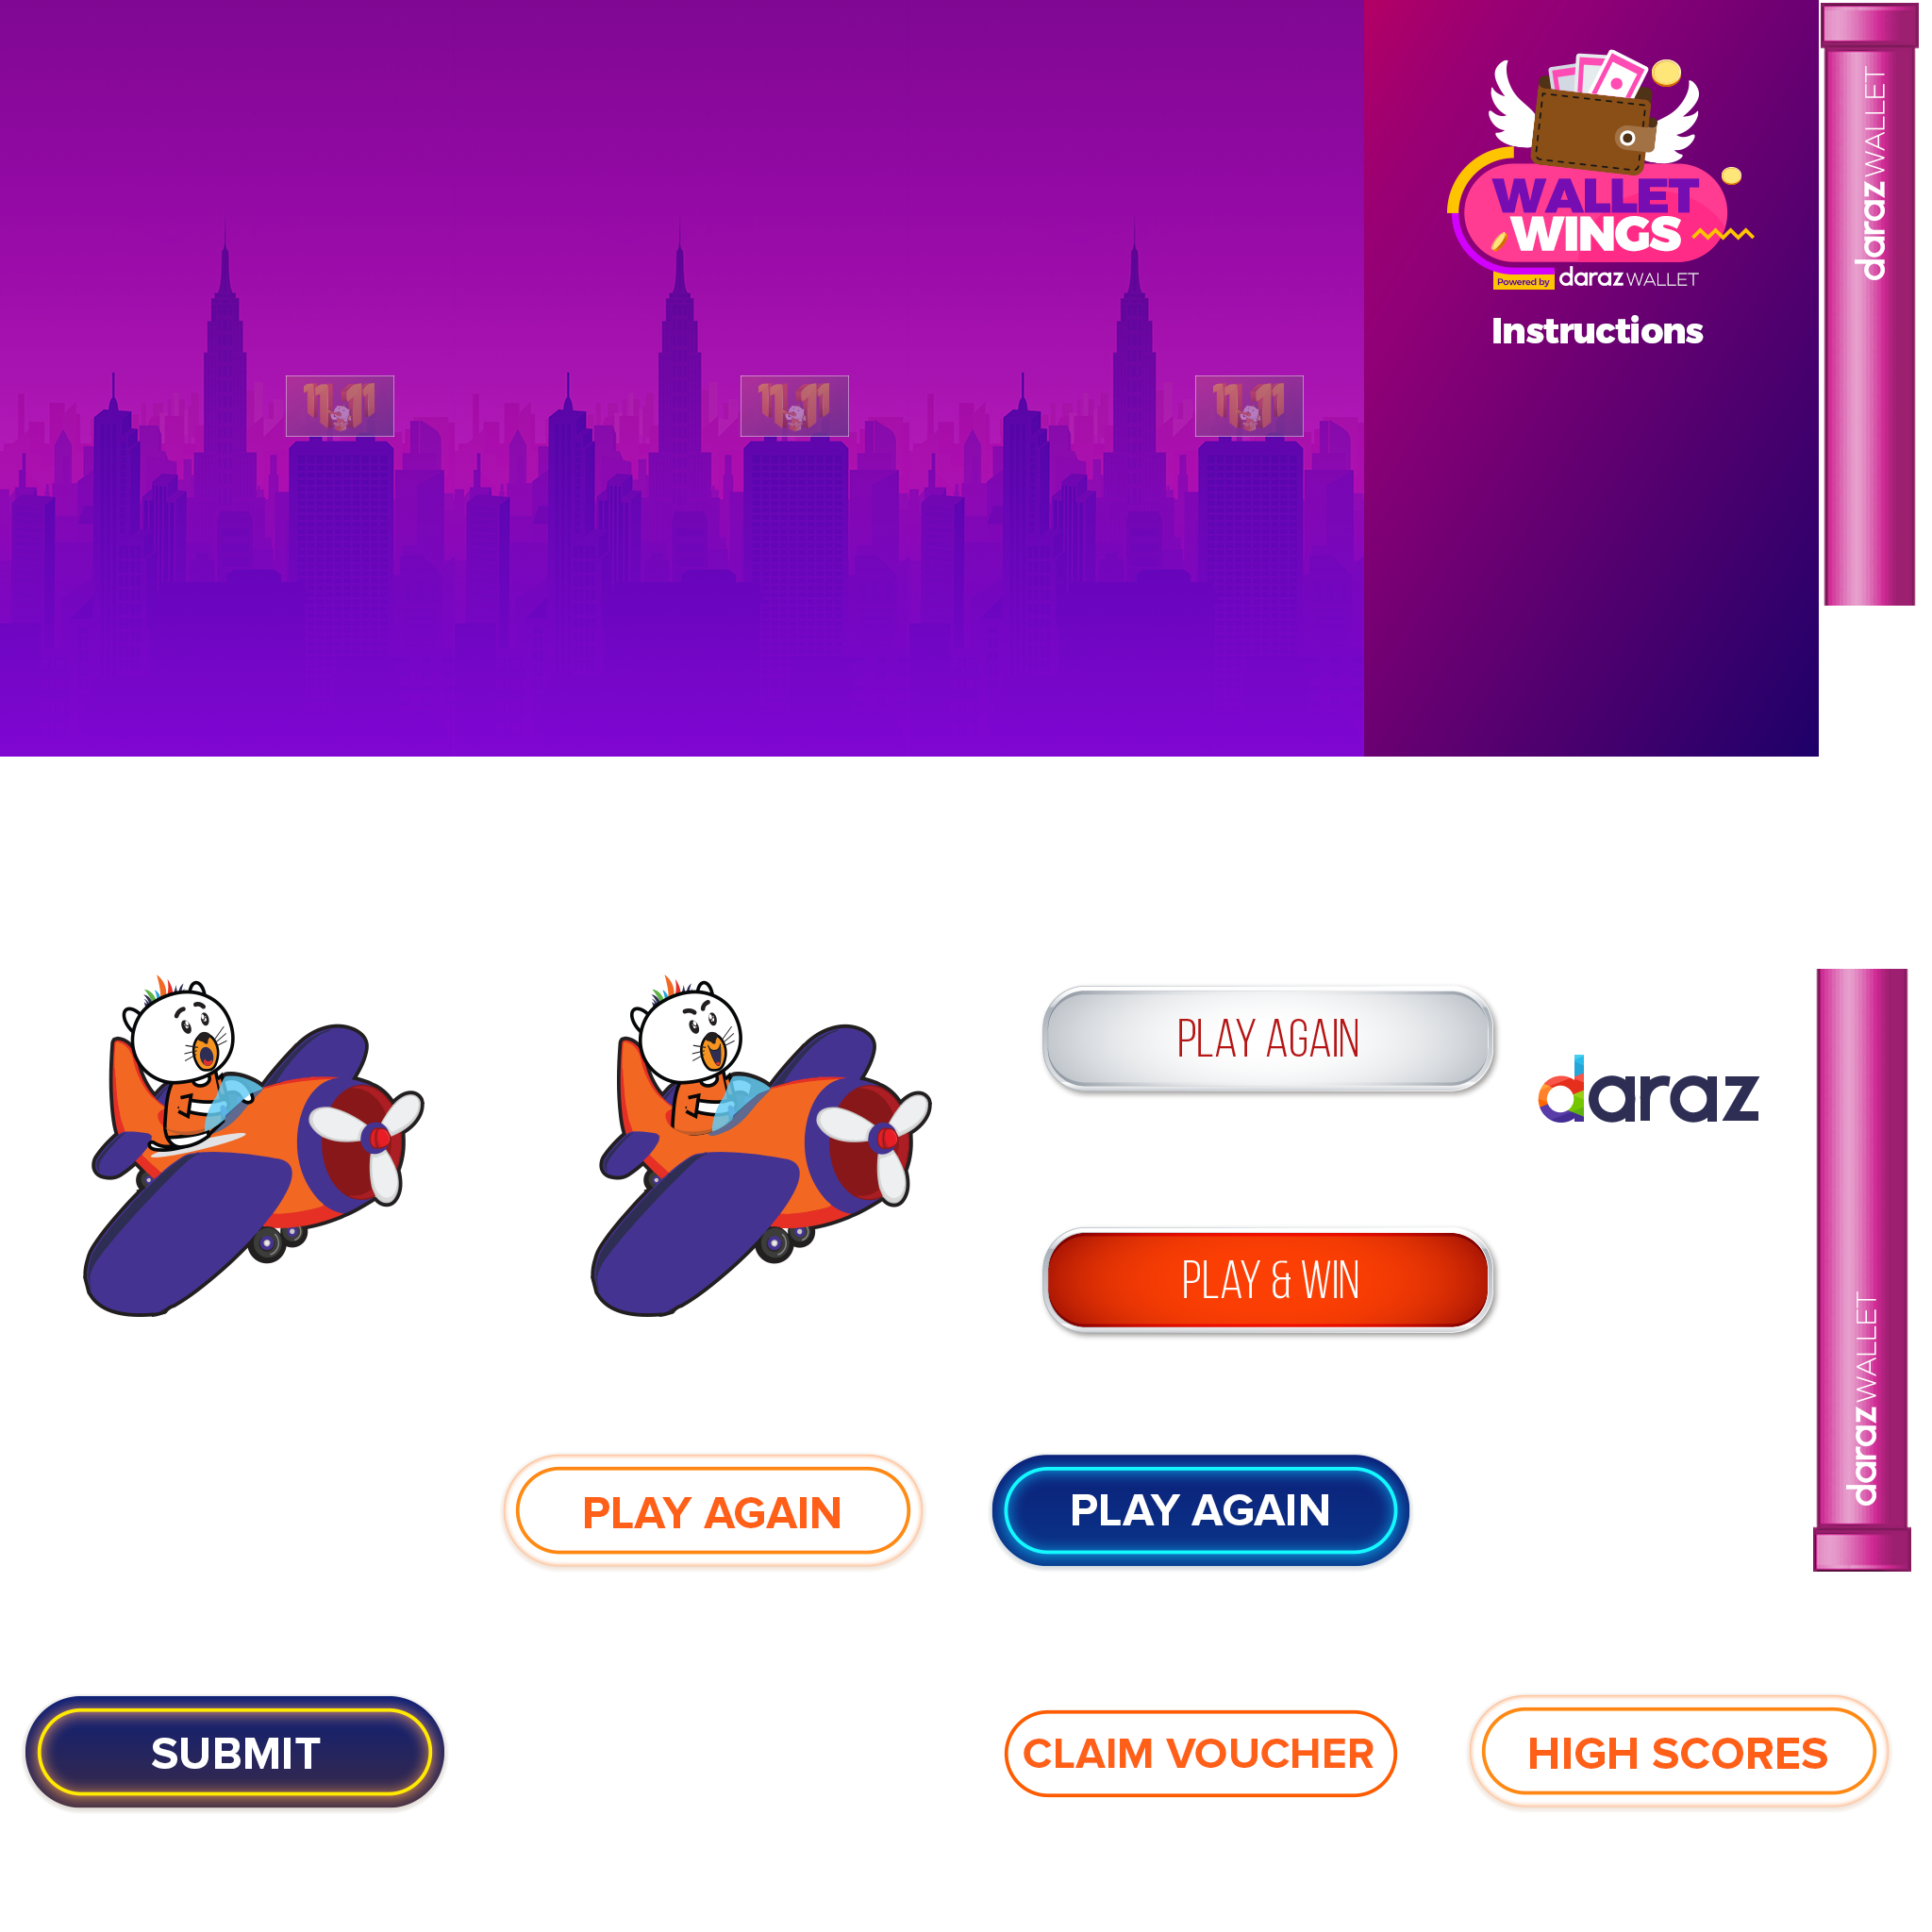 11.11
11.11
11.11
WALLET
WINGS
Powered by daraz WALLET
Instructions
daraz WALLET
PLAY AGAIN
daraz
PLAY & WIN
daraz WALLET
PLAY AGAIN
PLAY AGAIN
SUBMIT
CLAIM VOUCHER
HIGH SCORES